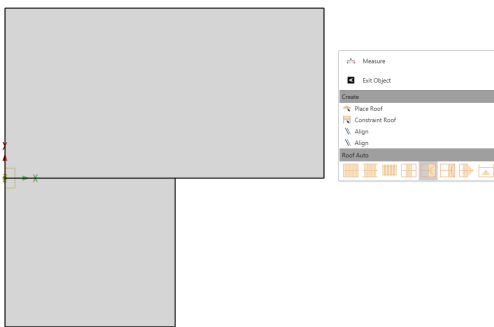 Measure
Exit Object
Create
Place Roof
Constraint Roof
Align
Align
Roof Auto
Y
X